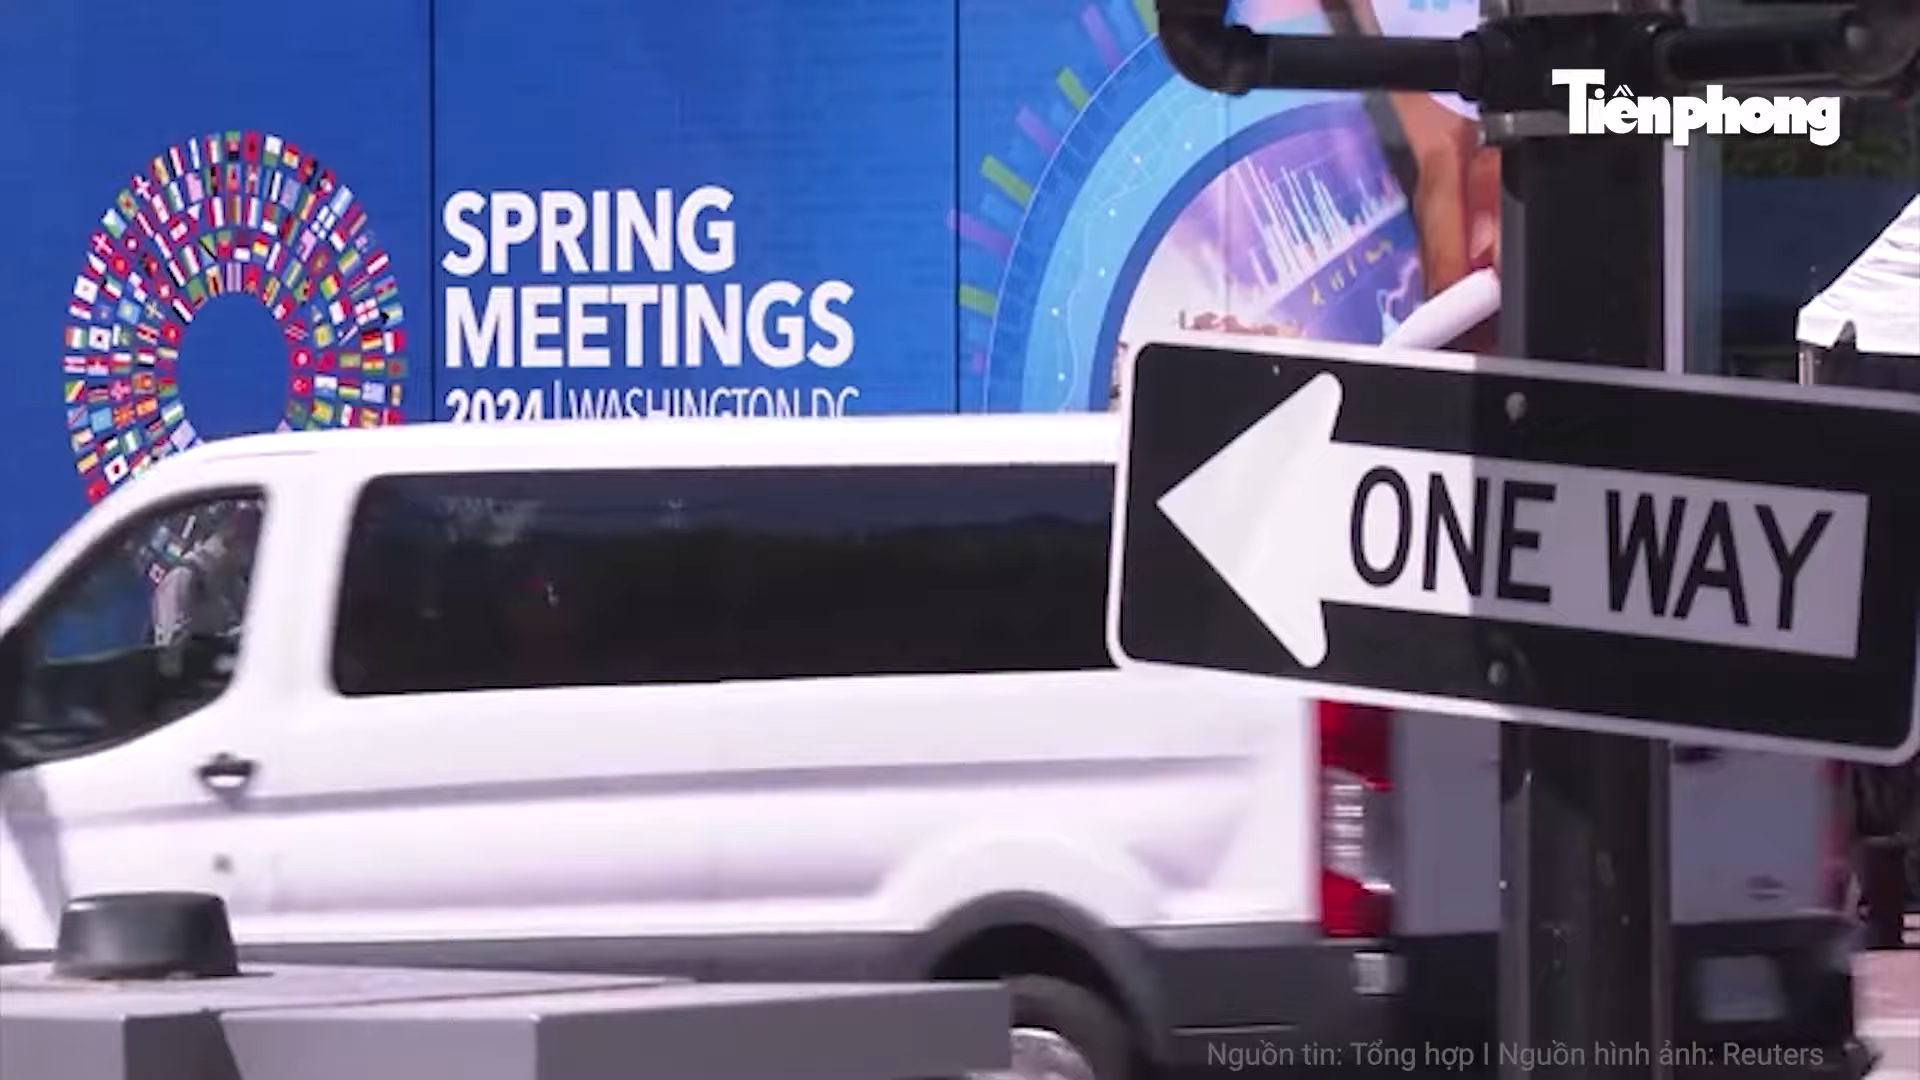 Tiềnphong
SPRING
MEETINGS
2024 | WASHINGTON DC
ONE WAY
Nguồn tin: Tổng hợp I Nguồn hình ảnh: Reuters